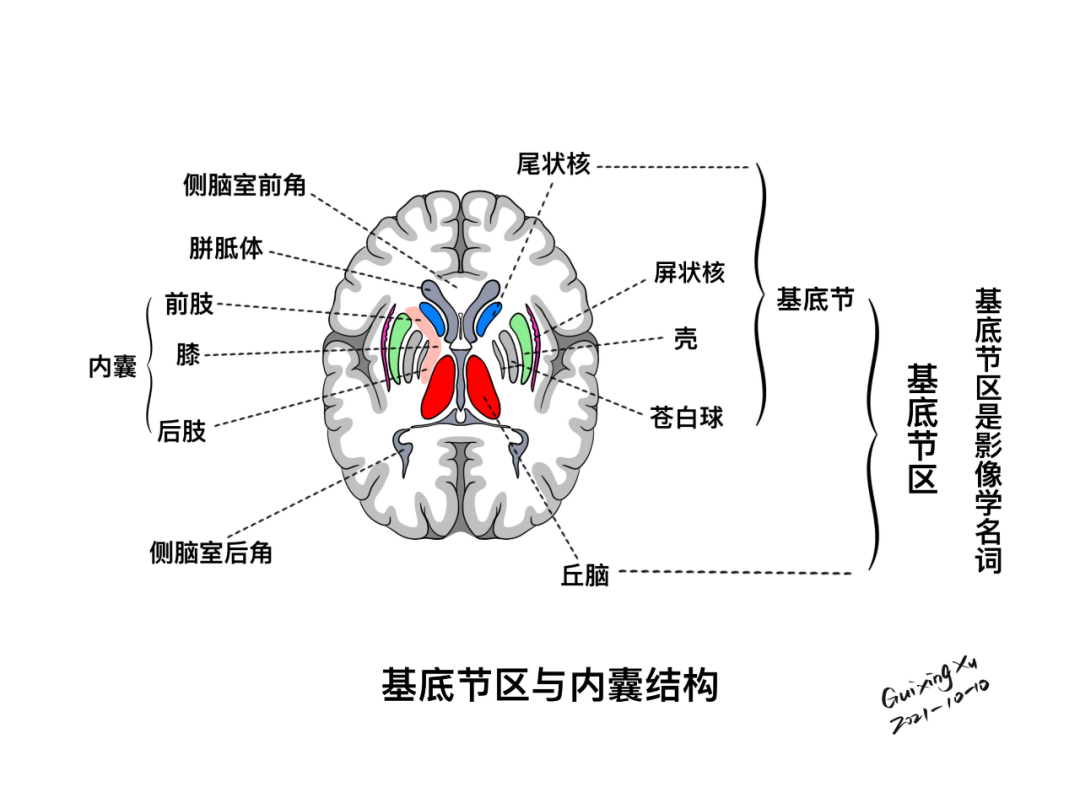 尾状核
侧脑室前角
胼胝体
屏状核
前肢
基底节
膝
壳
内囊
后肢
苍白球
基底节区
基底节区是影像学名词
侧脑室后角
丘脑
基底节区与内囊结构
Guixing Xu
2021-10-10